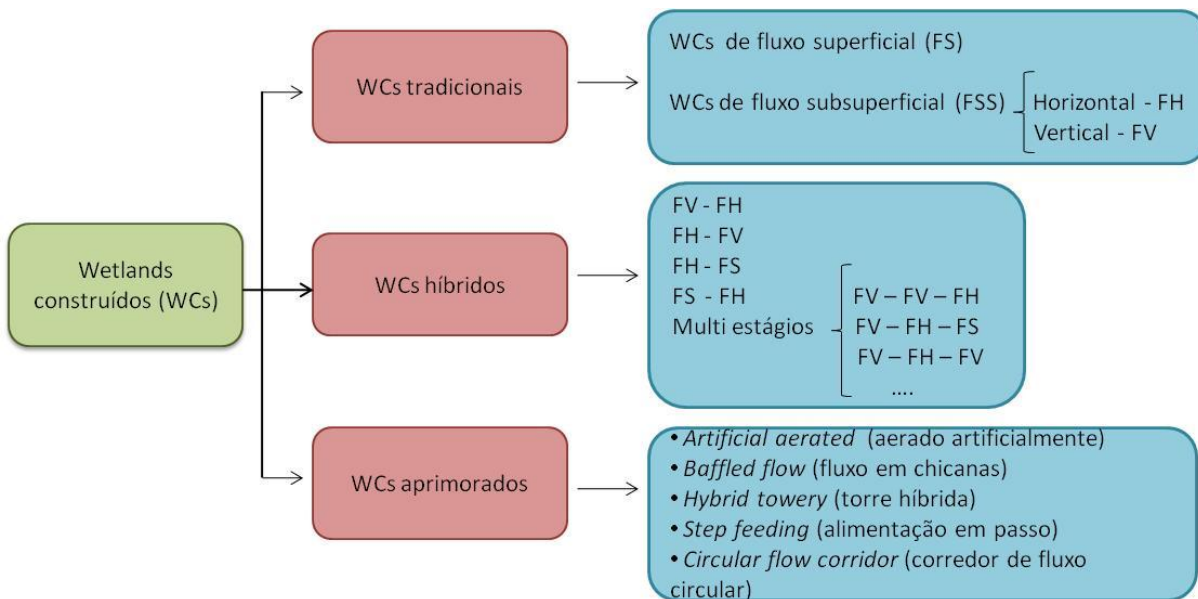 Wetlands
construídos (WCs)
WCs tradicionais
WCs de fluxo superficial (FS)
WCs de fluxo subsuperficial (FSS)
Horizontal - FH
Vertical - FV
WCs híbridos
FV - FH
FH - FV
FH - FS
FS - FH
Multi estágios
FV – FV – FH
FV – FH – FS
FV – FH – FV
....
WCs aprimorados
• Artificial aerated (aerado artificialmente)
• Baffled flow (fluxo em chicanas)
• Hybrid towery (torre híbrida)
• Step feeding (alimentação em passo)
• Circular flow corridor (corredor de fluxo
circular)